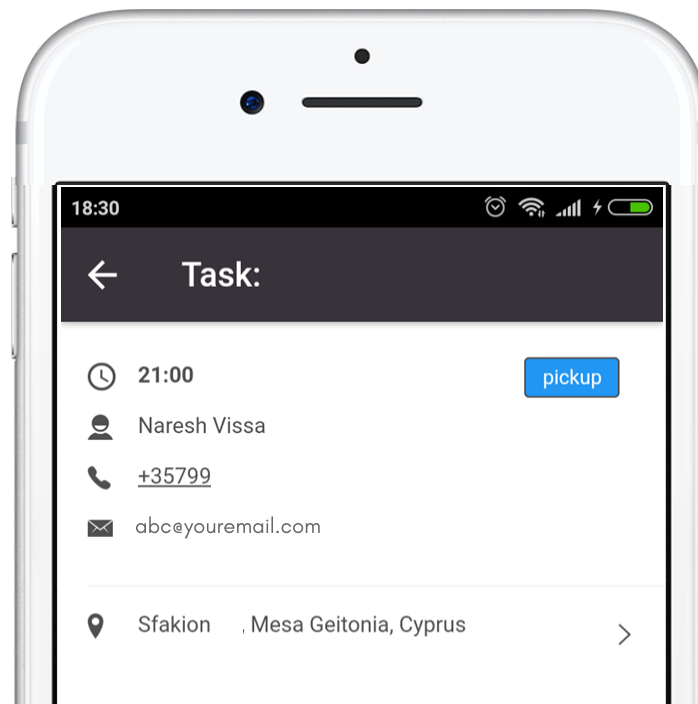 18:30
Task:
21:00
pickup
Naresh Vissa
+35799
abc@youremail.com
Sfakion , Mesa Geitonia, Cyprus